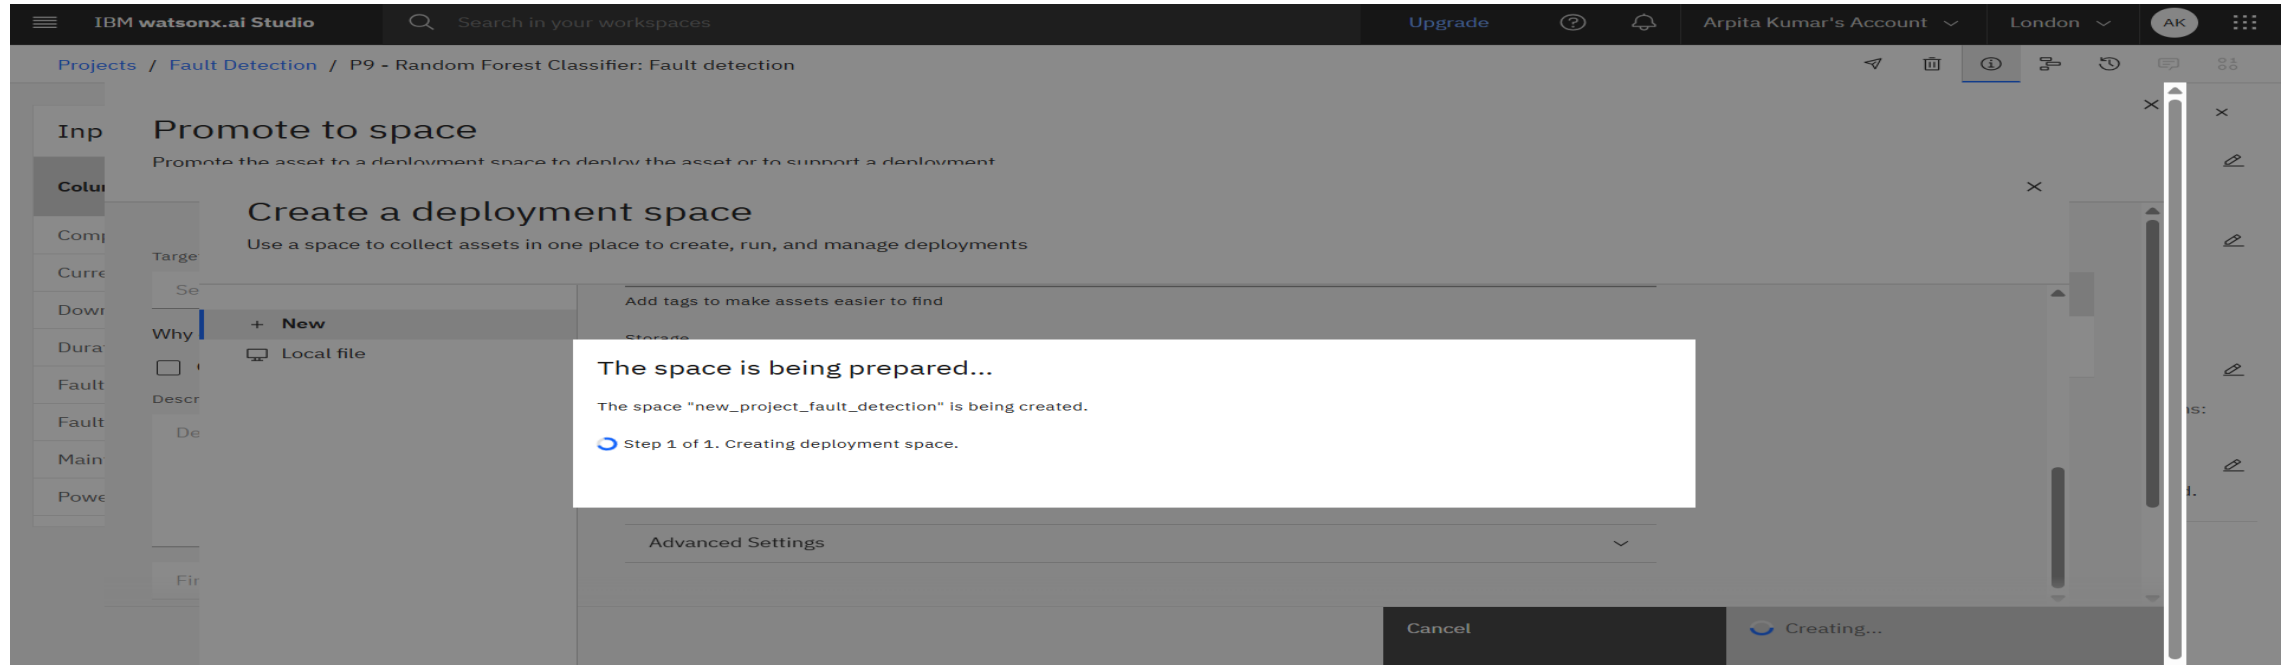 IBM watsonx.ai Studio
Search in your workspaces
Upgrade
Arpita Kumar's Account
London
AK
Projects / Fault Detection / P9 - Random Forest Classifier: Fault detection
Inp
Promote to space
Promote the asset to a deployment space to deploy the asset or to support a deployment
Colu
Create a deployment space
Use a space to collect assets in one place to create, run, and manage deployments
Comp
Targe
Curre
Se
Add tags to make assets easier to find
Down
+ New
Why
Storage
Dura
Local file
The space is being prepared...
Fault
Descr
The space "new_project_fault_detection" is being created.
ns:
Fault
De
Step 1 of 1. Creating deployment space.
Main
Powe
d.
Advanced Settings
Fir
Cancel
Creating...